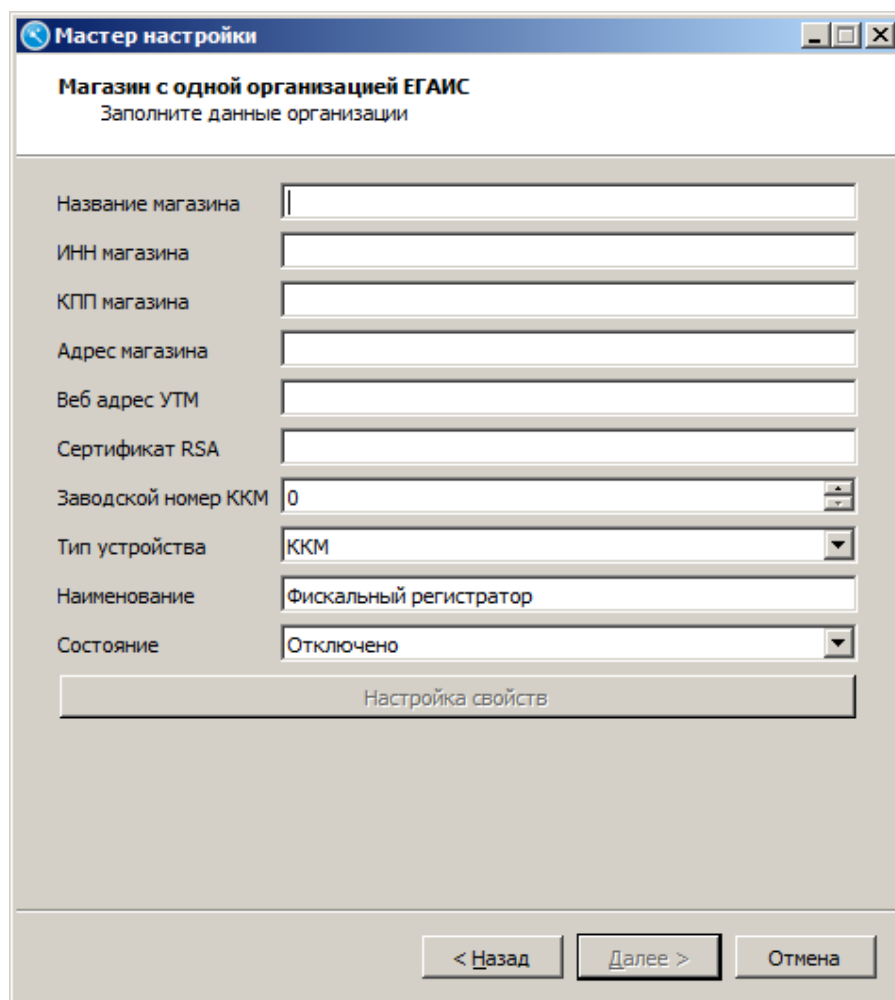 Мастер настройки
Магазин с одной организацией ЕГАИС
Заполните данные организации
Название магазина
ИНН магазина
КПП магазина
Адрес магазина
Веб адрес УТМ
Сертификат RSA
Заводской номер ККМ 0
Тип устройства ККМ
Наименование Фискальный регистратор
Состояние Отключено
Настройка свойств
< Назад Далее > Отмена